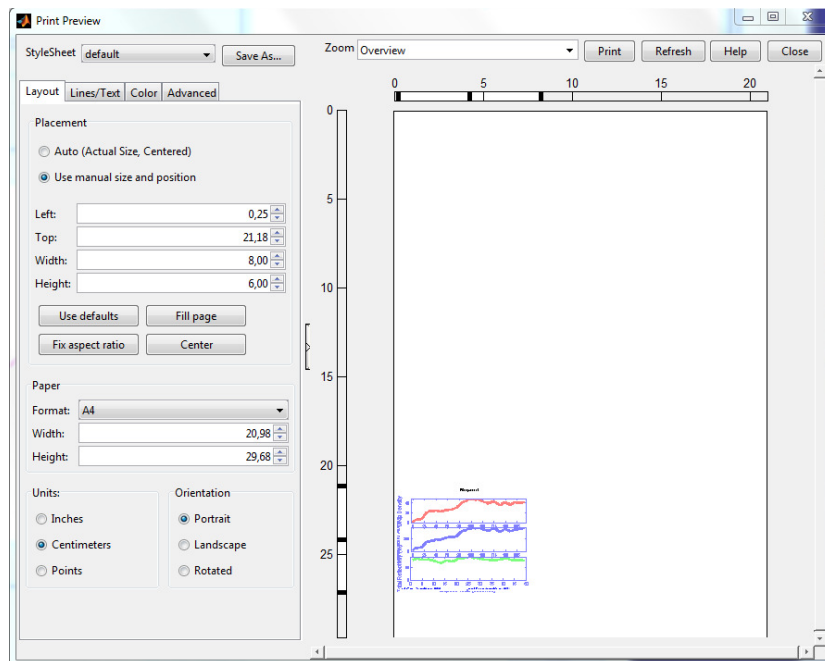 Print Preview
StyleSheet default Save As... Zoom Overview Print Refresh Help Close
Layout Lines/Text Color Advanced
Placement
Auto (Actual Size, Centered)
Use manual size and position
Left: 0,25
Top: 21,18
Width: 8,00
Height: 6,00
Use defaults Fill page
Fix aspect ratio Center
Paper
Format: A4
Width: 20,98
Height: 29,68
Units: Orientation
Inches Portrait
Centimeters Landscape
Points Rotated
0 5 10 15 20
0
5
10
15
20
25